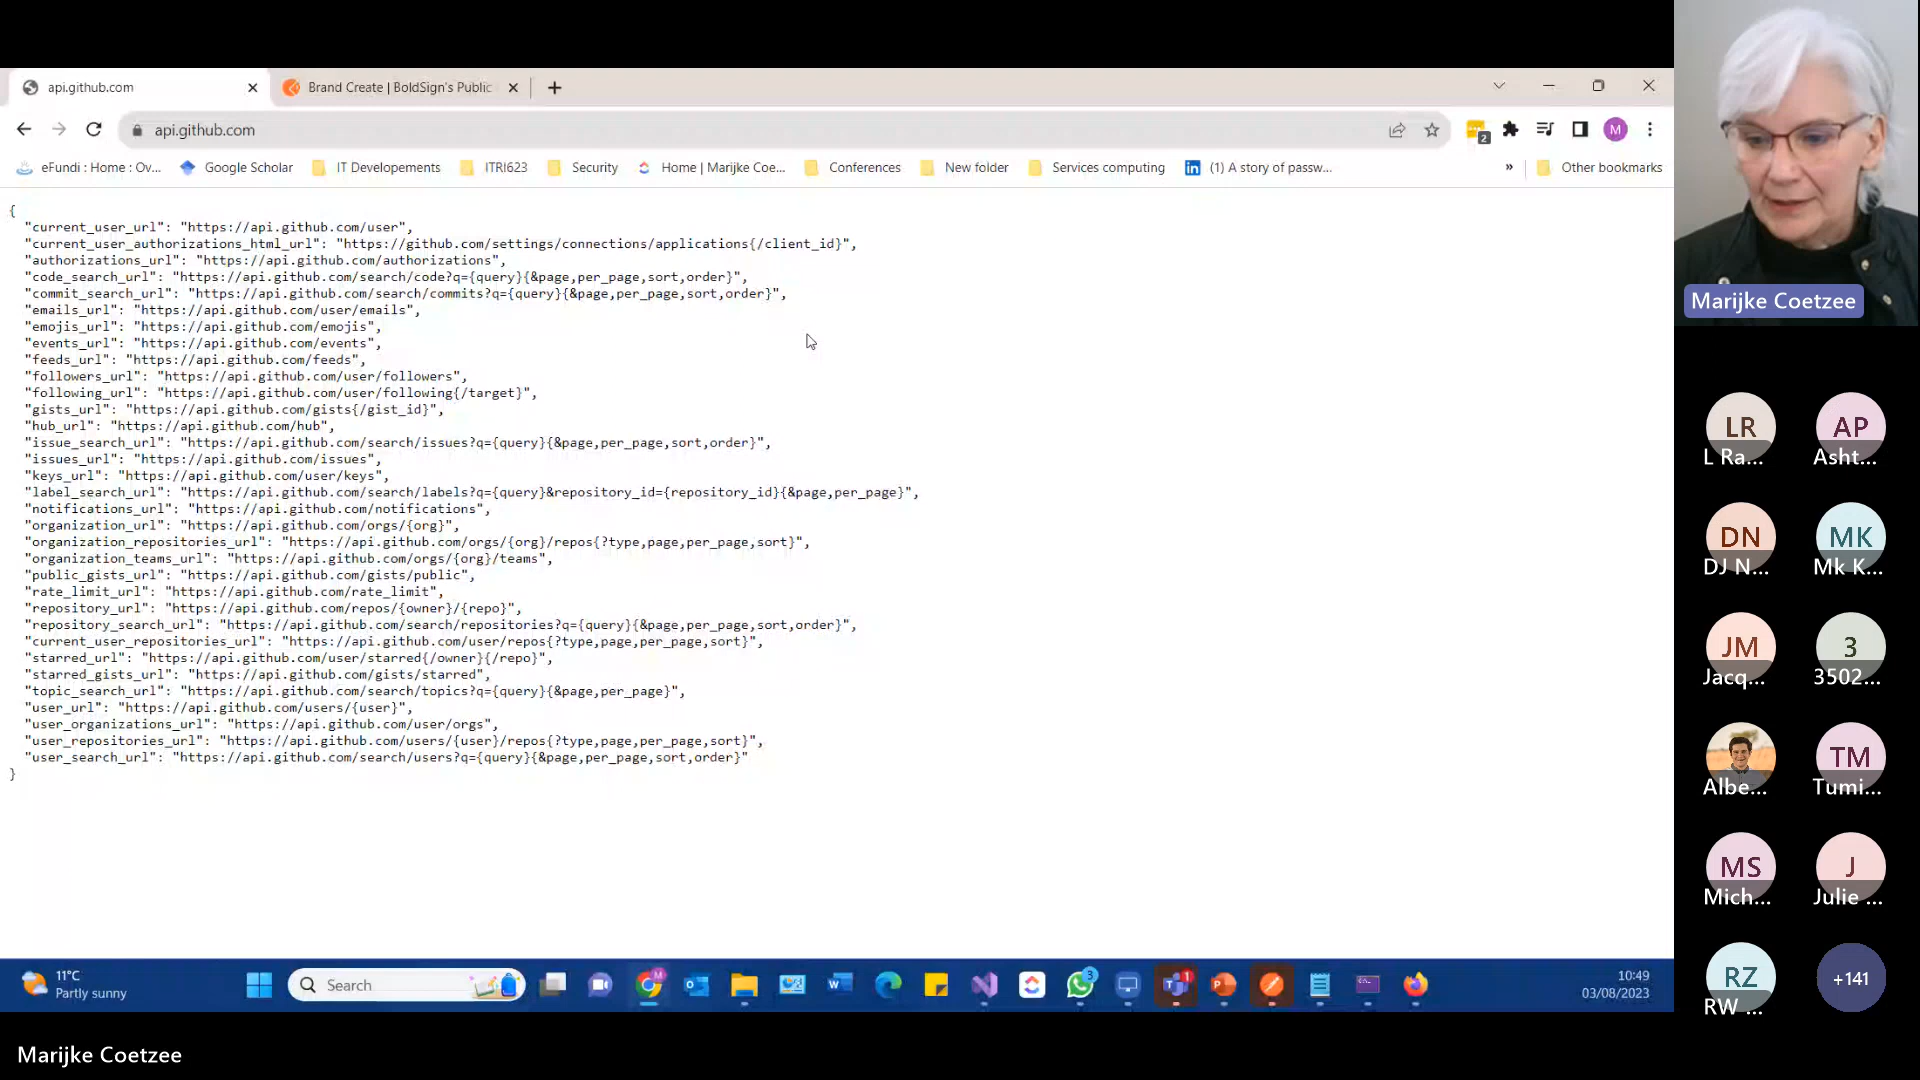 api.github.com
Brand Create | BoldSign's Public
api.github.com
2
M
eFundi : Home : Ov...
Google Scholar
IT Developements
ITRI623
Security
Home | Marijke Coe...
Conferences
New folder
Services computing
(1) A story of passw...
»
Other bookmarks
{
"current_user_url": "https://api.github.com/user",
"current_user_authorizations_html_url": "https://github.com/settings/connections/applications{/client_id}",
"authorizations_url": "https://api.github.com/authorizations",
"code_search_url": "https://api.github.com/search/code?q={query}{&page,per_page,sort,order}",
"commit_search_url": "https://api.github.com/search/commits?q={query}{&page,per_page,sort,order}",
"emails_url": "https://api.github.com/user/emails",
"emojis_url": "https://api.github.com/emojis",
"events_url": "https://api.github.com/events",
"feeds_url": "https://api.github.com/feeds",
"followers_url": "https://api.github.com/user/followers",
"following_url": "https://api.github.com/user/following{/target}",
"gists_url": "https://api.github.com/gists{/gist_id}",
"hub_url": "https://api.github.com/hub",
"issue_search_url": "https://api.github.com/search/issues?q={query}{&page,per_page,sort,order}",
"issues_url": "https://api.github.com/issues",
"keys_url": "https://api.github.com/user/keys",
"label_search_url": "https://api.github.com/search/labels?q={query}&repository_id={repository_id}{&page,per_page}",
"notifications_url": "https://api.github.com/notifications",
"organization_url": "https://api.github.com/orgs/{org}",
"organization_repositories_url": "https://api.github.com/orgs/{org}/repos{?type,page,per_page,sort}",
"organization_teams_url": "https://api.github.com/orgs/{org}/teams",
"public_gists_url": "https://api.github.com/gists/public",
"rate_limit_url": "https://api.github.com/rate_limit",
"repository_url": "https://api.github.com/repos/{owner}/{repo}",
"repository_search_url": "https://api.github.com/search/repositories?q={query}{&page,per_page,sort,order}",
"current_user_repositories_url": "https://api.github.com/user/repos{?type,page,per_page,sort}",
"starred_url": "https://api.github.com/user/starred{/owner}{/repo}",
"starred_gists_url": "https://api.github.com/gists/starred",
"topic_search_url": "https://api.github.com/search/topics?q={query}{&page,per_page}",
"user_url": "https://api.github.com/users/{user}",
"user_organizations_url": "https://api.github.com/user/orgs",
"user_repositories_url": "https://api.github.com/users/{user}/repos{?type,page,per_page,sort}",
"user_search_url": "https://api.github.com/search/users?q={query}{&page,per_page,sort,order}"
}
11°C
Partly sunny
Search
3
1
10:49
03/08/2023
Marijke Coetzee
LR
L Ra...
AP
Asht...
DN
DJ N...
MK
Mk K...
JM
Jacq...
3
3502...
Albe...
TM
Tumi...
MS
Mich...
J
Julie ...
RZ
RW ...
+141
Marijke Coetzee